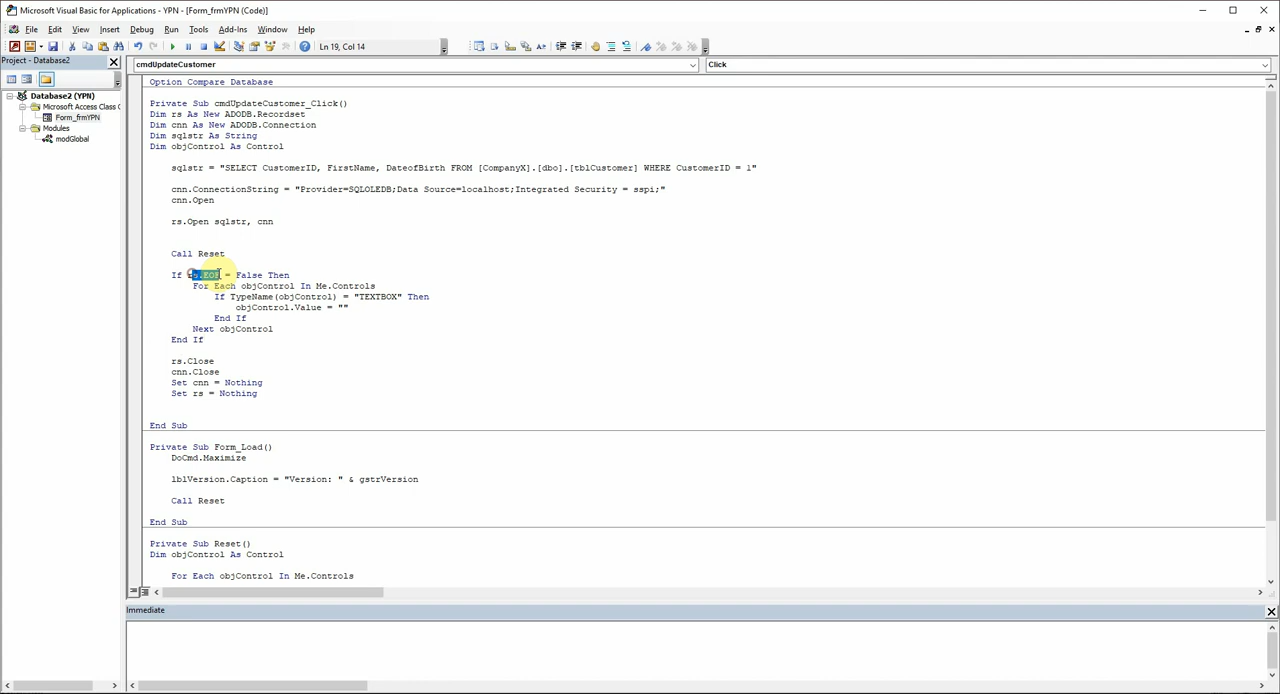 Microsoft Visual Basic for Applications - YPN - [Form_frmYPN (Code)]
File Edit View Insert Format Debug Run Tools Add-Ins Window Help
Ln 19, Col 14
Project - Database2
cmdUpdateCustomer
Click
Database2 (YPN)
Microsoft Access Class
Form_frmYPN
Modules
modGlobal
Option Compare Database
Private Sub cmdUpdateCustomer_Click()
Dim rs As New ADODB.Recordset
Dim cnn As New ADODB.Connection
Dim sqlstr As String
Dim objControl As Control
sqlstr = "SELECT CustomerID, FirstName, DateofBirth FROM [CompanyX].[dbo].[tblCustomer] WHERE CustomerID = 1"
cnn.ConnectionString = "Provider=SQLOLEDB;Data Source=localhost;Integrated Security = sspi;"
cnn.Open
rs.Open sqlstr, cnn
Call Reset
If rs.EOF = False Then
For Each objControl In Me.Controls
If TypeName(objControl) = "TEXTBOX" Then
objControl.Value = ""
End If
Next objControl
End If
rs.Close
cnn.Close
Set cnn = Nothing
Set rs = Nothing
End Sub
Private Sub Form_Load()
DoCmd.Maximize
lblVersion.Caption = "Version: " & gstrVersion
Call Reset
End Sub
Private Sub Reset()
Dim objControl As Control
For Each objControl In Me.Controls
Immediate